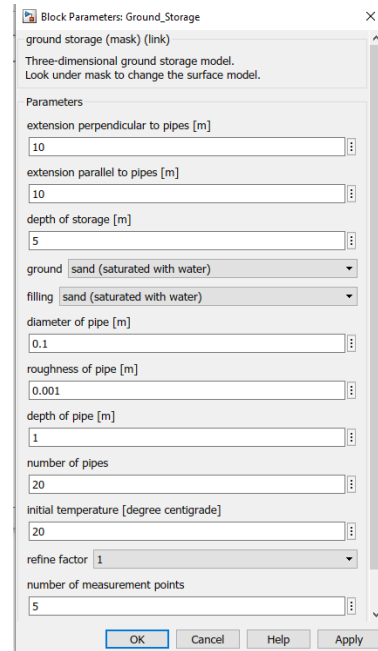 Block Parameters: Ground_Storage
ground storage (mask) (link)
Three-dimensional ground storage model.
Look under mask to change the surface model.
Parameters
extension perpendicular to pipes [m]
10
extension parallel to pipes [m]
10
depth of storage [m]
5
ground sand (saturated with water)
filling sand (saturated with water)
diameter of pipe [m]
0.1
roughness of pipe [m]
0.001
depth of pipe [m]
1
number of pipes
20
initial temperature [degree centigrade]
20
refine factor 1
number of measurement points
5
OK Cancel Help Apply